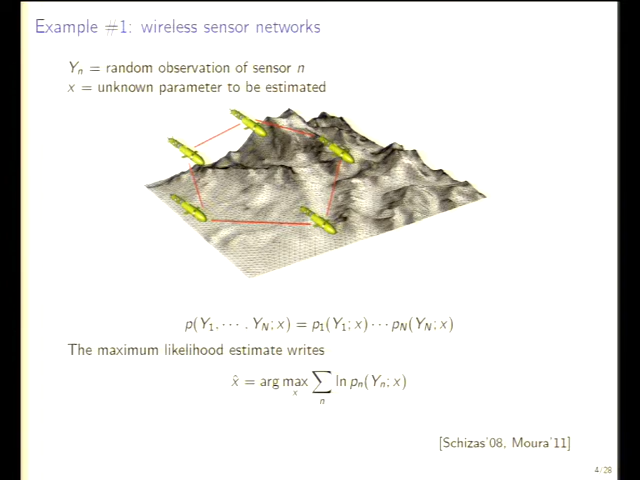 Example #1: wireless sensor networks
Yₙ = random observation of sensor n
x = unknown parameter to be estimated
p(Y₁, ⋯ , Y_N; x) = p₁(Y₁; x) ⋯ p_N(Y_N; x)
The maximum likelihood estimate writes
x̂ = arg max_x ∑_n ln pₙ(Yₙ; x)
[Schizas'08, Moura'11]
4/28